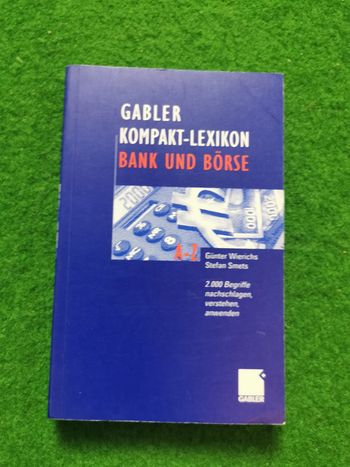 GABLER
KOMPAKT-LEXIKON
BANK UND BÖRSE
A–Z
Günter Wierichs
Stefan Smets
2.000 Begriffe
nachschlagen,
verstehen,
anwenden
GABLER